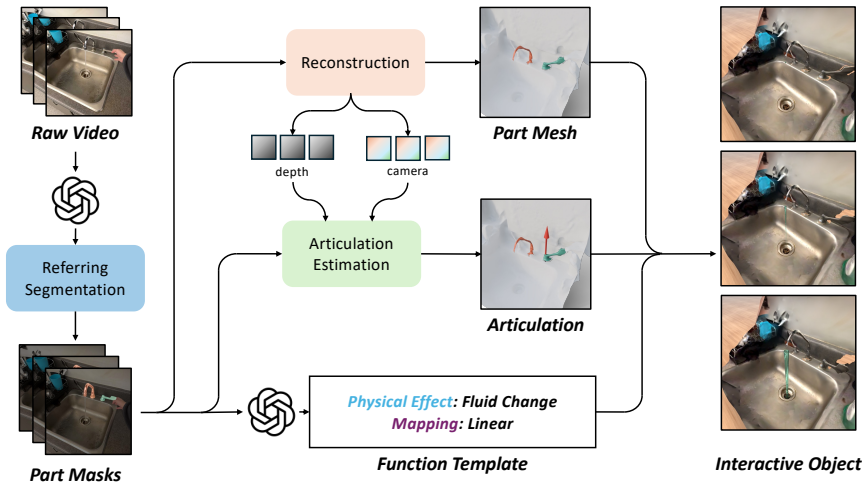 Raw Video
Referring
Segmentation
Part Masks
Reconstruction
depth
camera
Articulation
Estimation
Part Mesh
Articulation
Physical Effect: Fluid Change
Mapping: Linear
Function Template
Interactive Object